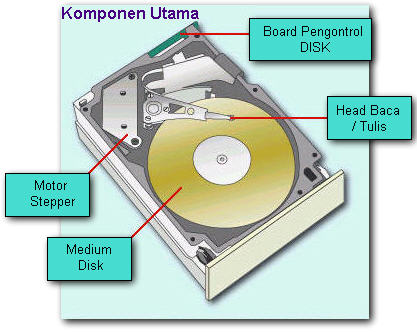 Komponen Utama
Board Pengontrol
DISK
Head Baca
/ Tulis
Motor
Stepper
Medium
Disk